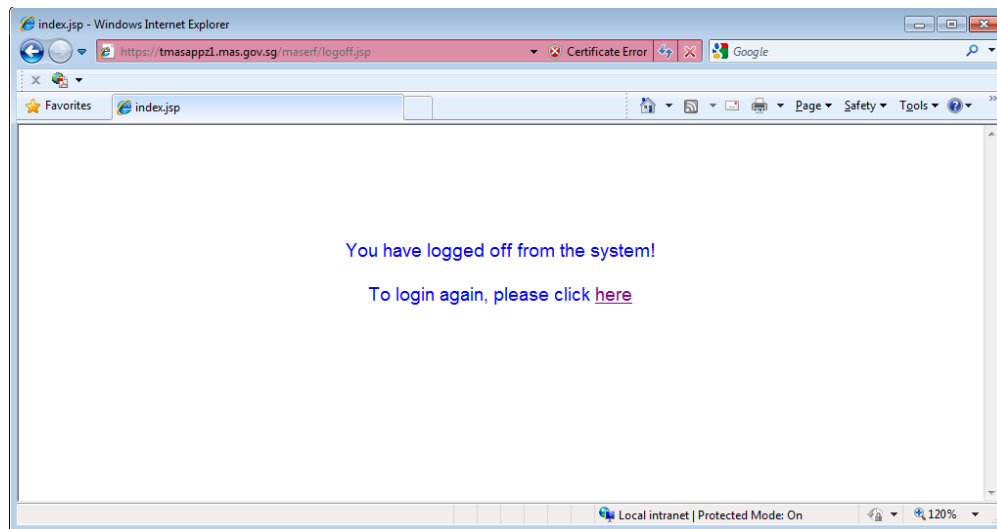 index.jsp - Windows Internet Explorer
https://tmasappz1.mas.gov.sg/maserf/logoff.jsp Certificate Error Google
x
Favorites index.jsp Page Safety Tools »
You have logged off from the system!
To login again, please click here
Local intranet | Protected Mode: On 120%